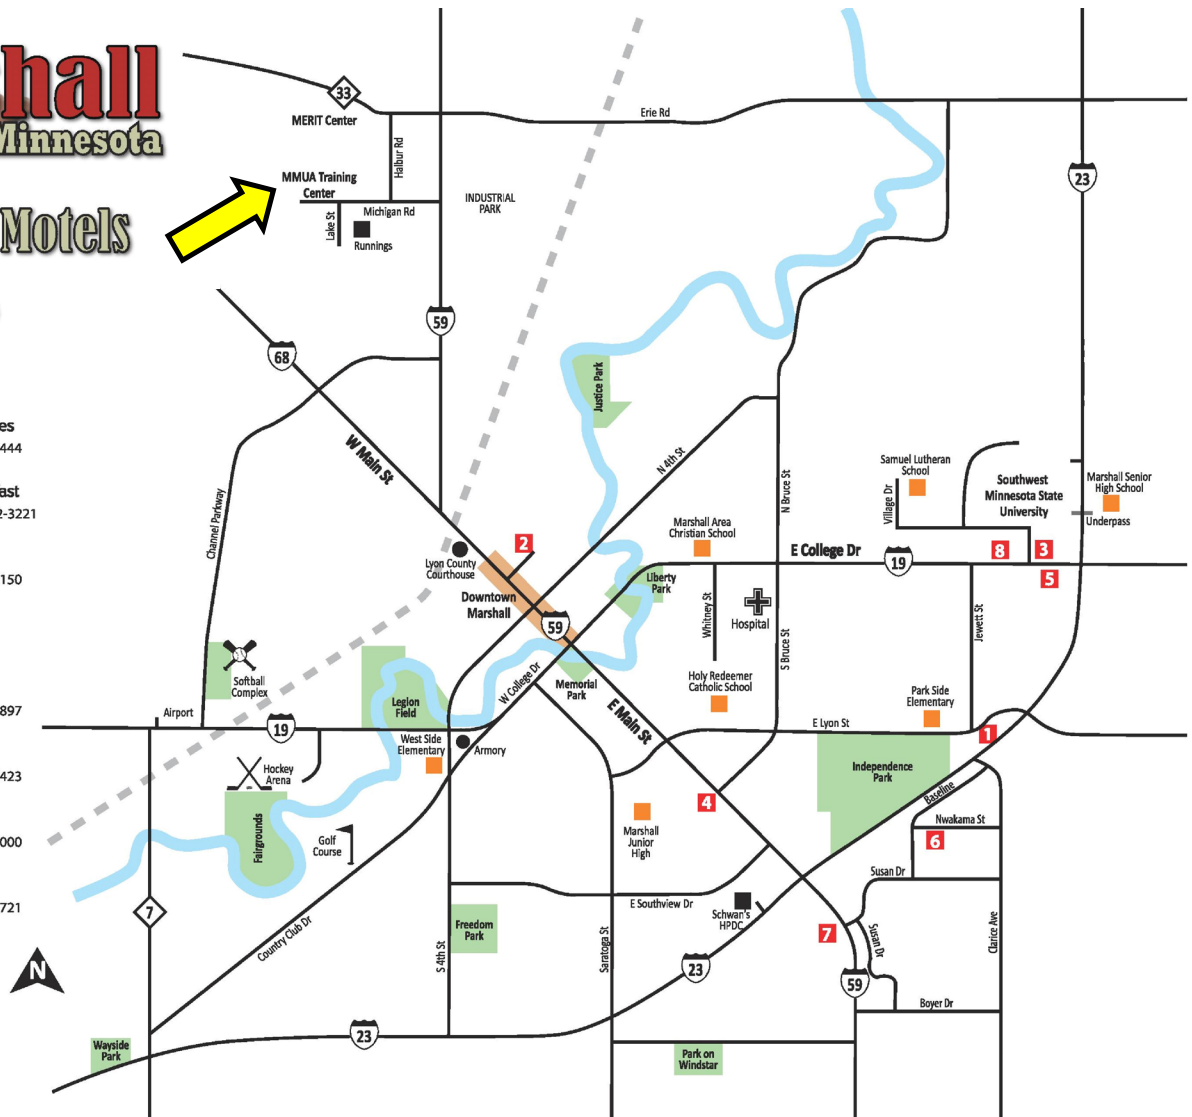 hall
Minnesota
Motels
es
444
ast
2-3221
150
897
423
000
721
N
33
MERIT Center
Erie Rd
Halbur Rd
MMUA Training
Center
Michigan Rd
Lake St
Runnings
INDUSTRIAL
PARK
23
59
68
W Main St
Channel Parkway
Justice Park
N 4th St
N Bruce St
Samuel Lutheran
School
Village Dr
Southwest
Minnesota State
University
Marshall Senior
High School
Underpass
Marshall Area
Christian School
E College Dr
19
8
3
5
2
Lyon County
Courthouse
Downtown
Marshall
59
Liberty
Park
Whitney St
Hospital
S Bruce St
Jewett St
Softball
Complex
Airport
19
Legion
Field
W College Dr
Memorial
Park
E Main St
Holy Redeemer
Catholic School
Park Side
Elementary
E Lyon St
1
West Side
Elementary
Armory
Hockey
Arena
Fairgrounds
Golf
Course
Independence
Park
Baseline
Nwakama St
6
4
Marshall
Junior
High
Susan Dr
7
Country Club Dr
Freedom
Park
S 4th St
E Southview Dr
Schwan's
HPDC
Saratoga St
23
7
Susan Dr
Clarice Ave
59
Boyer Dr
23
Wayside
Park
Park on
Windstar